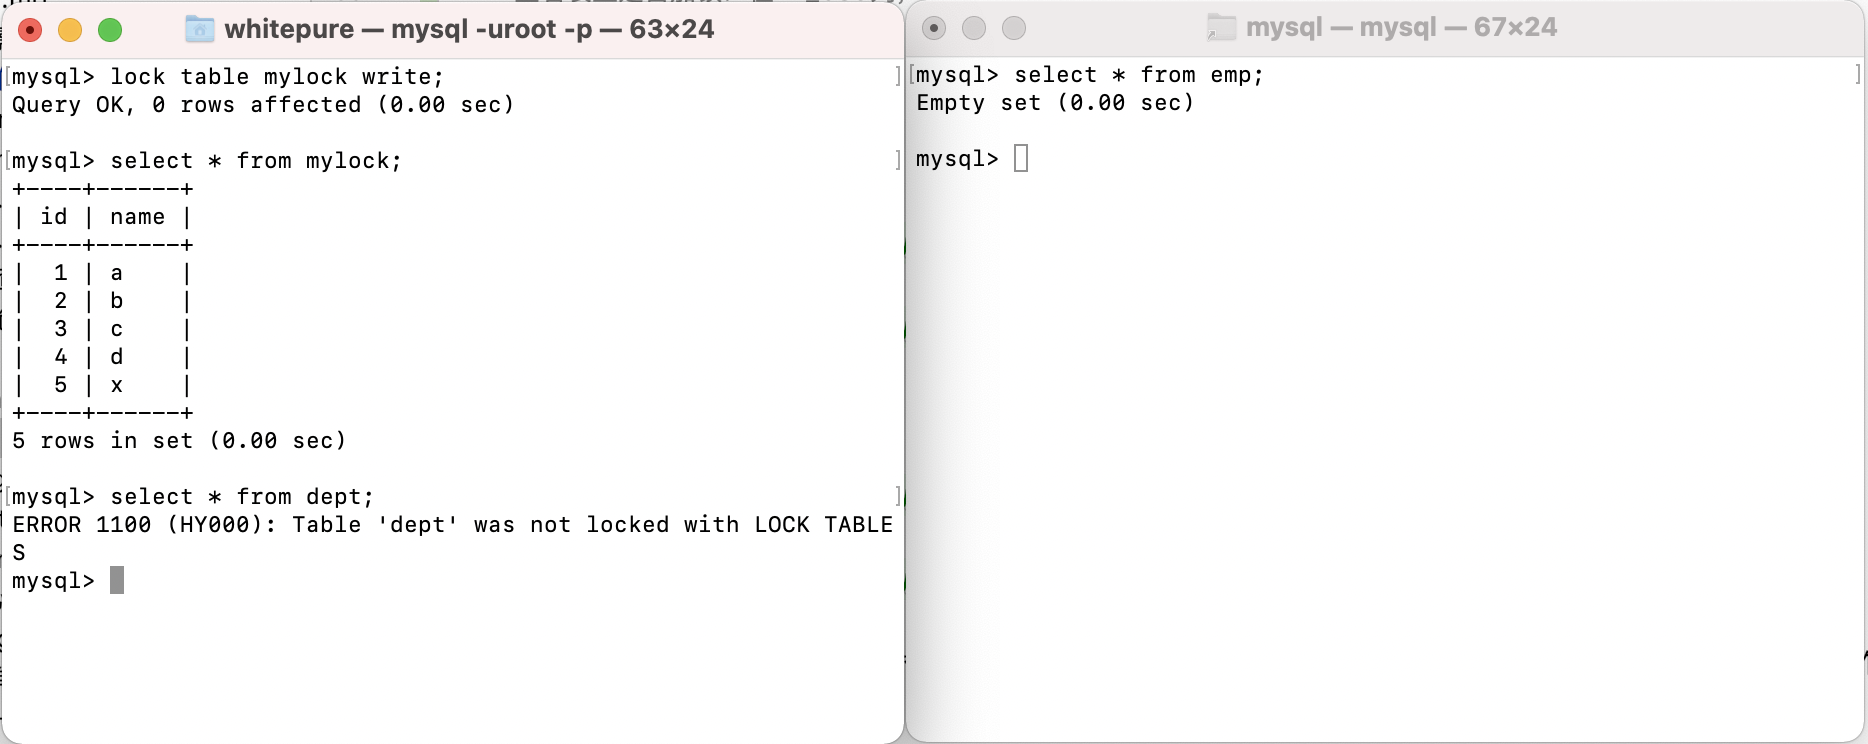 whitepure — mysql -uroot -p — 63×24
mysql> lock table mylock write;
Query OK, 0 rows affected (0.00 sec)
mysql> select * from mylock;
+----+------+
| id | name |
+----+------+
|  1 | a    |
|  2 | b    |
|  3 | c    |
|  4 | d    |
|  5 | x    |
+----+------+
5 rows in set (0.00 sec)
mysql> select * from dept;
ERROR 1100 (HY000): Table 'dept' was not locked with LOCK TABLE
S
mysql>
mysql — mysql — 67×24
mysql> select * from emp;
Empty set (0.00 sec)
mysql>